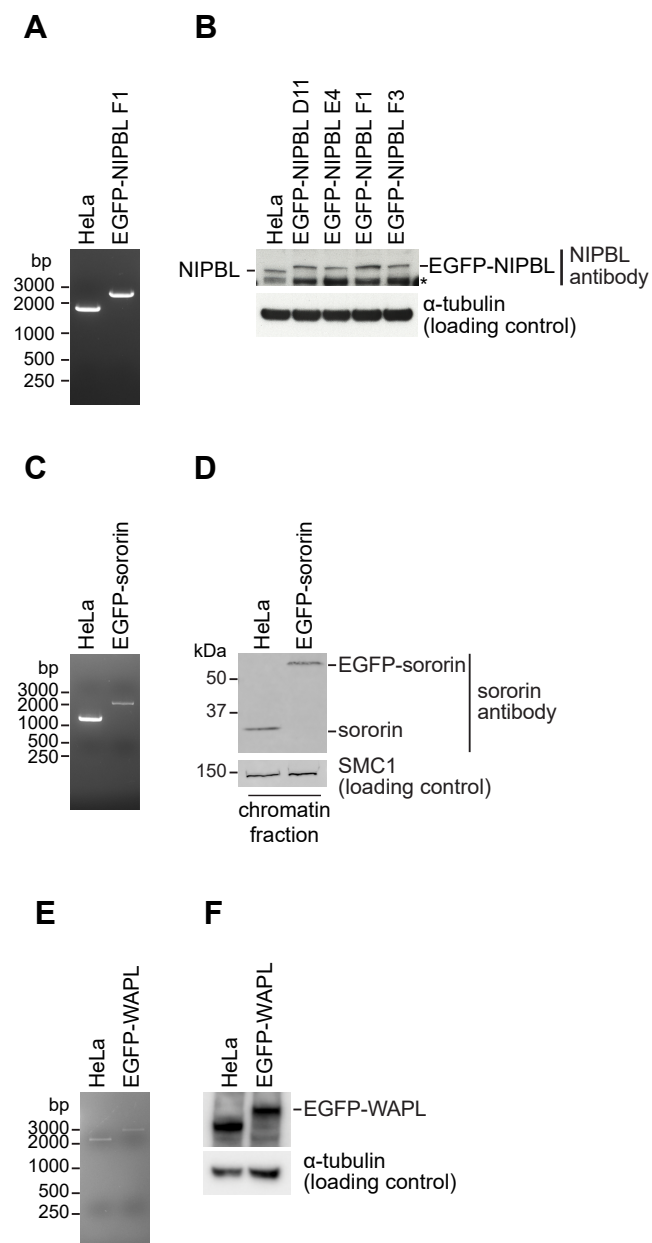 A
B
HeLa
EGFP-NIPBL F1
HeLa
EGFP-NIPBL D11
EGFP-NIPBL E4
EGFP-NIPBL F1
EGFP-NIPBL F3
bp
3000
2000
1000
500
250
NIPBL
EGFP-NIPBL
*
NIPBL
antibody
α-tubulin
(loading control)
C
D
HeLa
EGFP-sororin
HeLa
EGFP-sororin
bp
3000
2000
1000
500
250
kDa
50
37
150
EGFP-sororin
sororin
sororin
antibody
SMC1
(loading control)
chromatin
fraction
E
F
HeLa
EGFP-WAPL
HeLa
EGFP-WAPL
bp
3000
2000
1000
500
250
EGFP-WAPL
α-tubulin
(loading control)